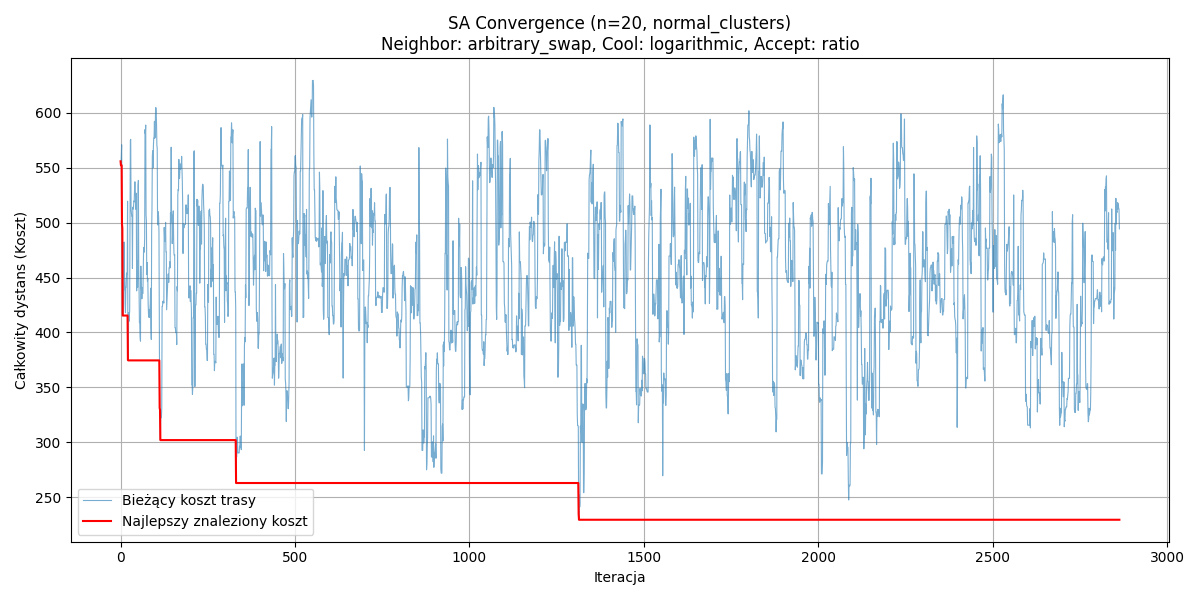 SA Convergence (n=20, normal_clusters)
Neighbor: arbitrary_swap, Cool: logarithmic, Accept: ratio
Całkowity dystans (Koszt)
600
550
500
450
400
350
300
250
Bieżący koszt trasy
Najlepszy znaleziony koszt
0
500
1000
1500
2000
2500
3000
Iteracja